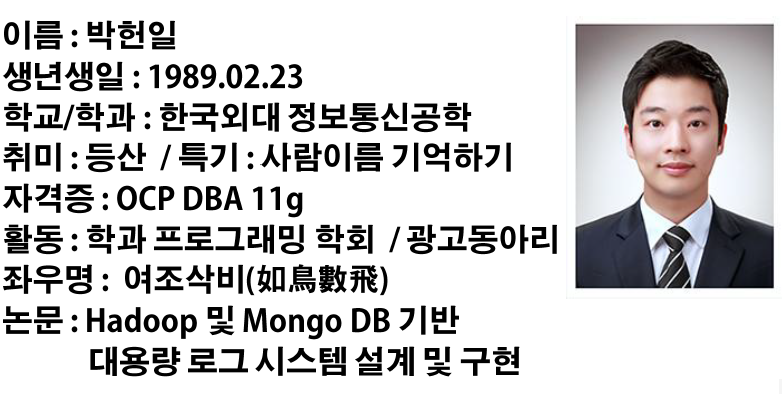 이름 : 박헌일
생년생일 : 1989.02.23
학교/학과 : 한국외대 정보통신공학
취미 : 등산 / 특기 : 사람이름 기억하기
자격증 : OCP DBA 11g
활동 : 학과 프로그래밍 학회 / 광고동아리
좌우명 : 여조삭비(如鳥數飛)
논문 : Hadoop 및 Mongo DB 기반
대용량 로그 시스템 설계 및 구현